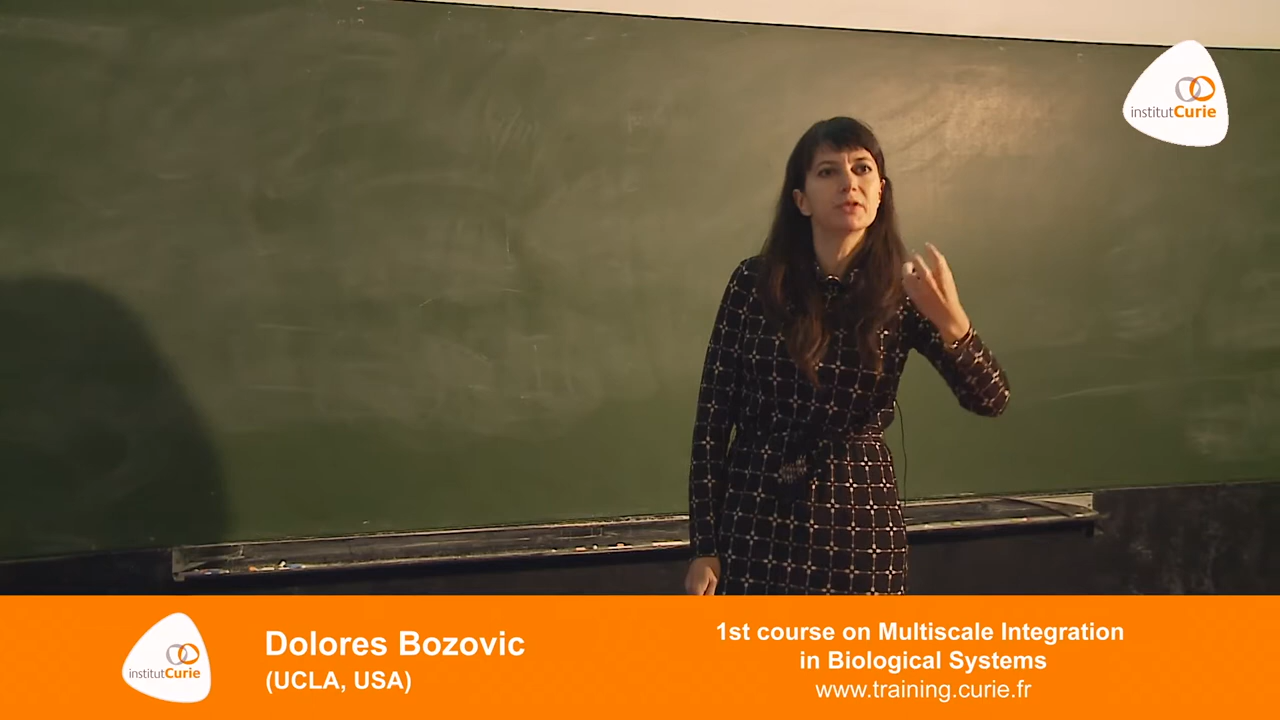 institutCurie
institutCurie
Dolores Bozovic
(UCLA, USA)
1st course on Multiscale Integration
in Biological Systems
www.training.curie.fr